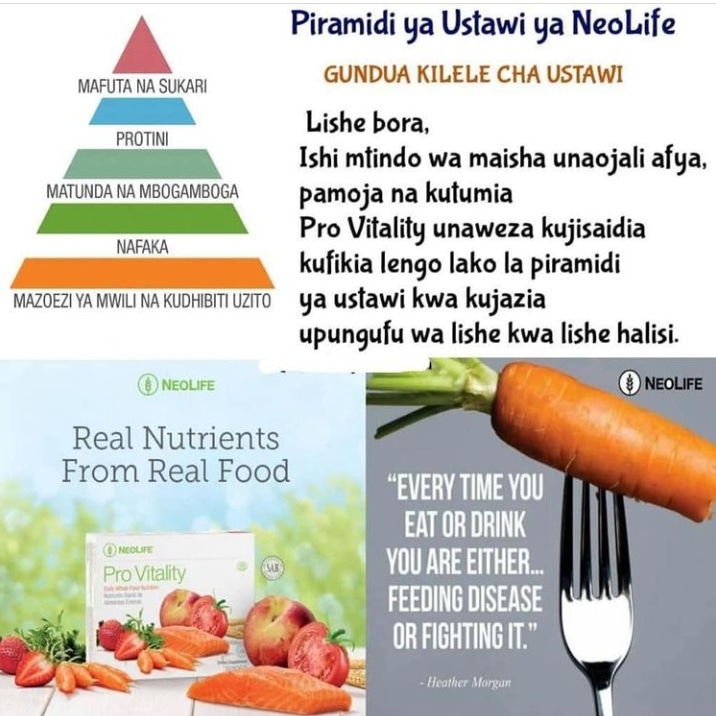 Piramidi ya Ustawi ya NeoLife
GUNDUA KILELE CHA USTAWI
MAFUTA NA SUKARI
PROTINI
MATUNDA NA MBOGAMBOGA
NAFAKA
MAZOEZI YA MWILI NA KUDHIBITI UZITO
Lishe bora,
Ishi mtindo wa maisha unaojali afya,
pamoja na kutumia
Pro Vitality unaweza kujisaidia
kufikia lengo lako la piramidi
ya ustawi kwa kujazia
upungufu wa lishe kwa lishe halisi.
NEOLIFE
Real Nutrients
From Real Food
NEOLIFE
Pro Vitality
Daily Whole Food Nutrition
SAB
NEOLIFE
“EVERY TIME YOU
EAT OR DRINK
YOU ARE EITHER...
FEEDING DISEASE
OR FIGHTING IT.”
- Heather Morgan